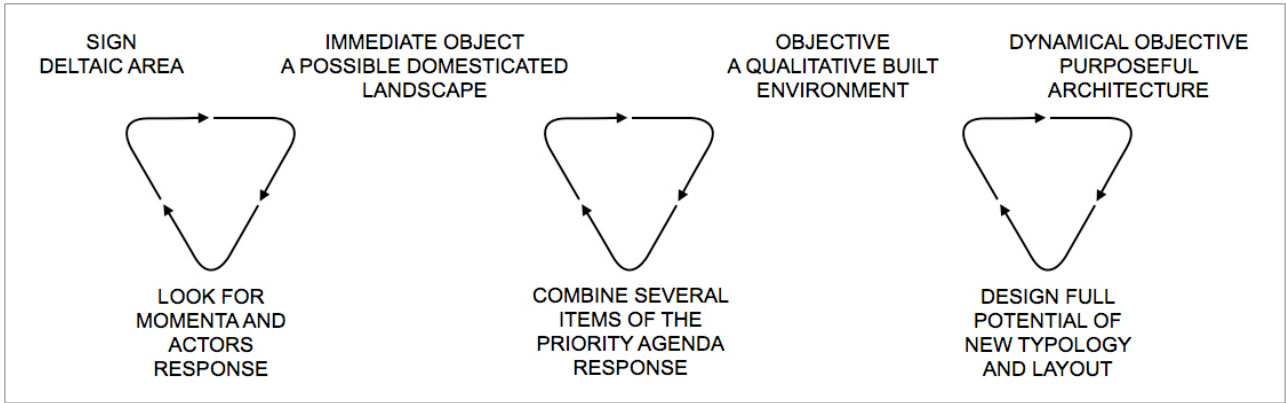 SIGN
DELTAIC AREA
IMMEDIATE OBJECT
A POSSIBLE DOMESTICATED
LANDSCAPE
OBJECTIVE
A QUALITATIVE BUILT
ENVIRONMENT
DYNAMICAL OBJECTIVE
PURPOSEFUL
ARCHITECTURE
LOOK FOR
MOMENTA AND
ACTORS
RESPONSE
COMBINE SEVERAL
ITEMS OF THE
PRIORITY AGENDA
RESPONSE
DESIGN FULL
POTENTIAL OF
NEW TYPOLOGY
AND LAYOUT